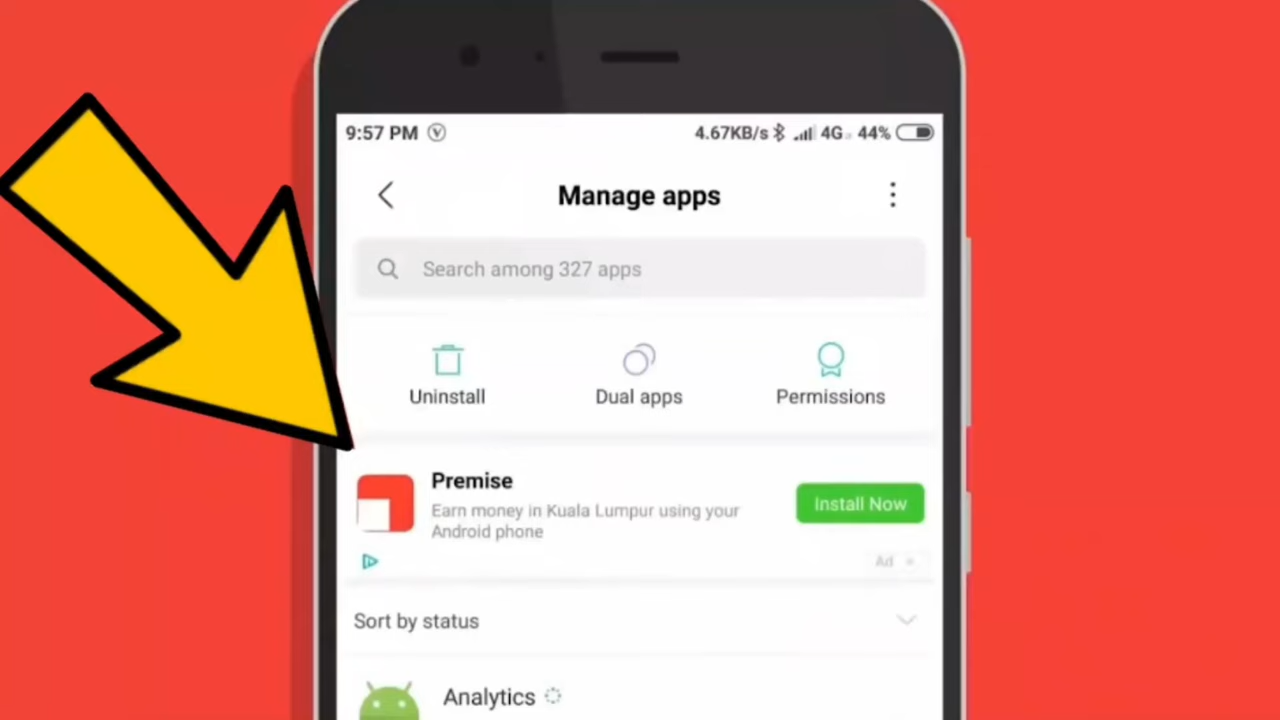 9:57 PM
4.67KB/s 4G 44%
Manage apps
Search among 327 apps
Uninstall
Dual apps
Permissions
Premise
Earn money in Kuala Lumpur using your
Android phone
Install Now
Ad
Sort by status
Analytics